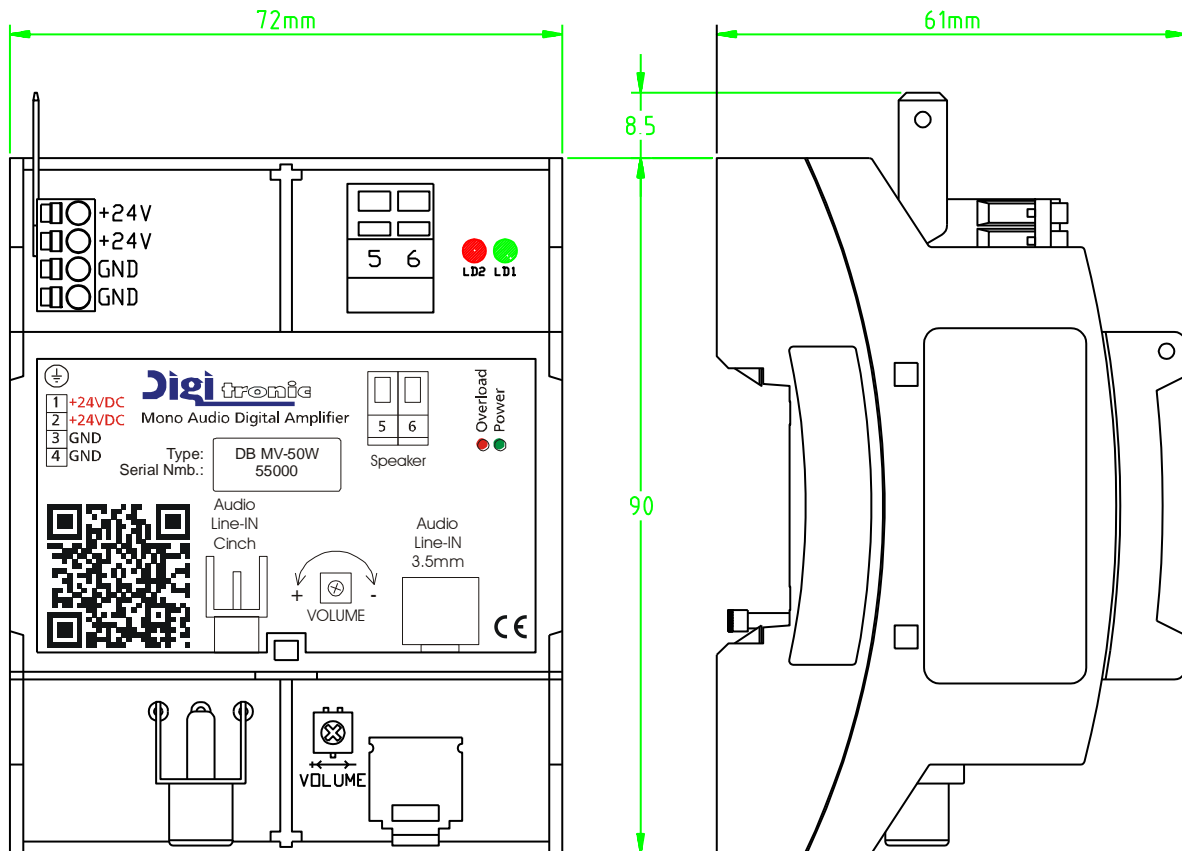 72mm
61mm
8.5
90
+24V
+24V
GND
GND
5 6
LD2 LD1
1 +24VDC
2 +24VDC
3 GND
4 GND
Digitronic
Mono Audio Digital Amplifier
Type: DB MV-50W
Serial Nmb.: 55000
5 6
Speaker
Overload
Power
Audio
Line-IN
Cinch
+ VOLUME -
Audio
Line-IN
3.5mm
CE
+ -
VOLUME